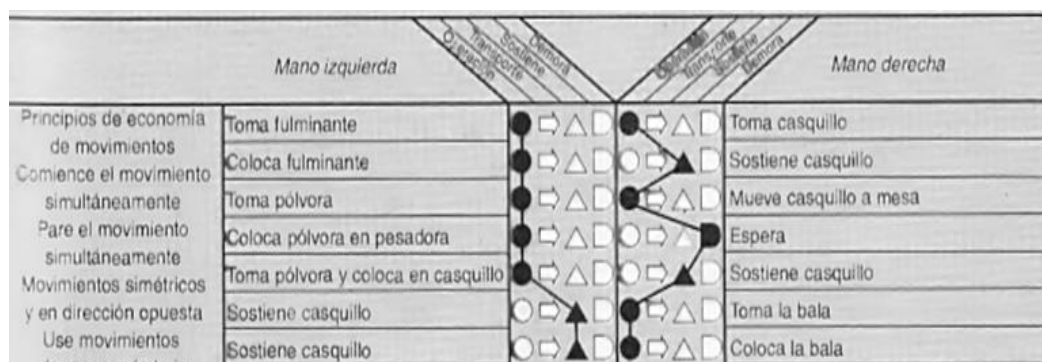 Mano izquierda
Operación
Transporte
Sostiene
Demora
Operación
Transporte
Sostiene
Demora
Mano derecha
Principios de economía
de movimientos
Comience el movimiento
simultáneamente
Pare el movimiento
simultáneamente
Movimientos simétricos
y en dirección opuesta
Use movimientos
Toma fulminante
Toma casquillo
Coloca fulminante
Sostiene casquillo
Toma pólvora
Mueve casquillo a mesa
Coloca pólvora en pesadora
Espera
Toma pólvora y coloca en casquillo
Sostiene casquillo
Sostiene casquillo
Toma la bala
Sostiene casquillo
Coloca la bala